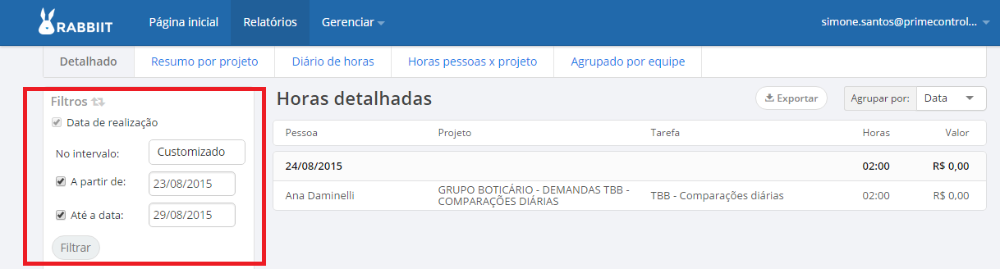 RABBIIT
Página inicial
Relatórios
Gerenciar
simone.santos@primecontrol...
Detalhado
Resumo por projeto
Diário de horas
Horas pessoas x projeto
Agrupado por equipe
Filtros
Data de realização
No intervalo:
Customizado
A partir de:
23/08/2015
Até a data:
29/08/2015
Filtrar
Horas detalhadas
Exportar
Agrupar por:
Data
Pessoa
Projeto
Tarefa
Horas
Valor
24/08/2015
02:00
R$ 0,00
Ana Daminelli
GRUPO BOTICÁRIO - DEMANDAS TBB -
COMPARAÇÕES DIÁRIAS
TBB - Comparações diárias
02:00
R$ 0,00